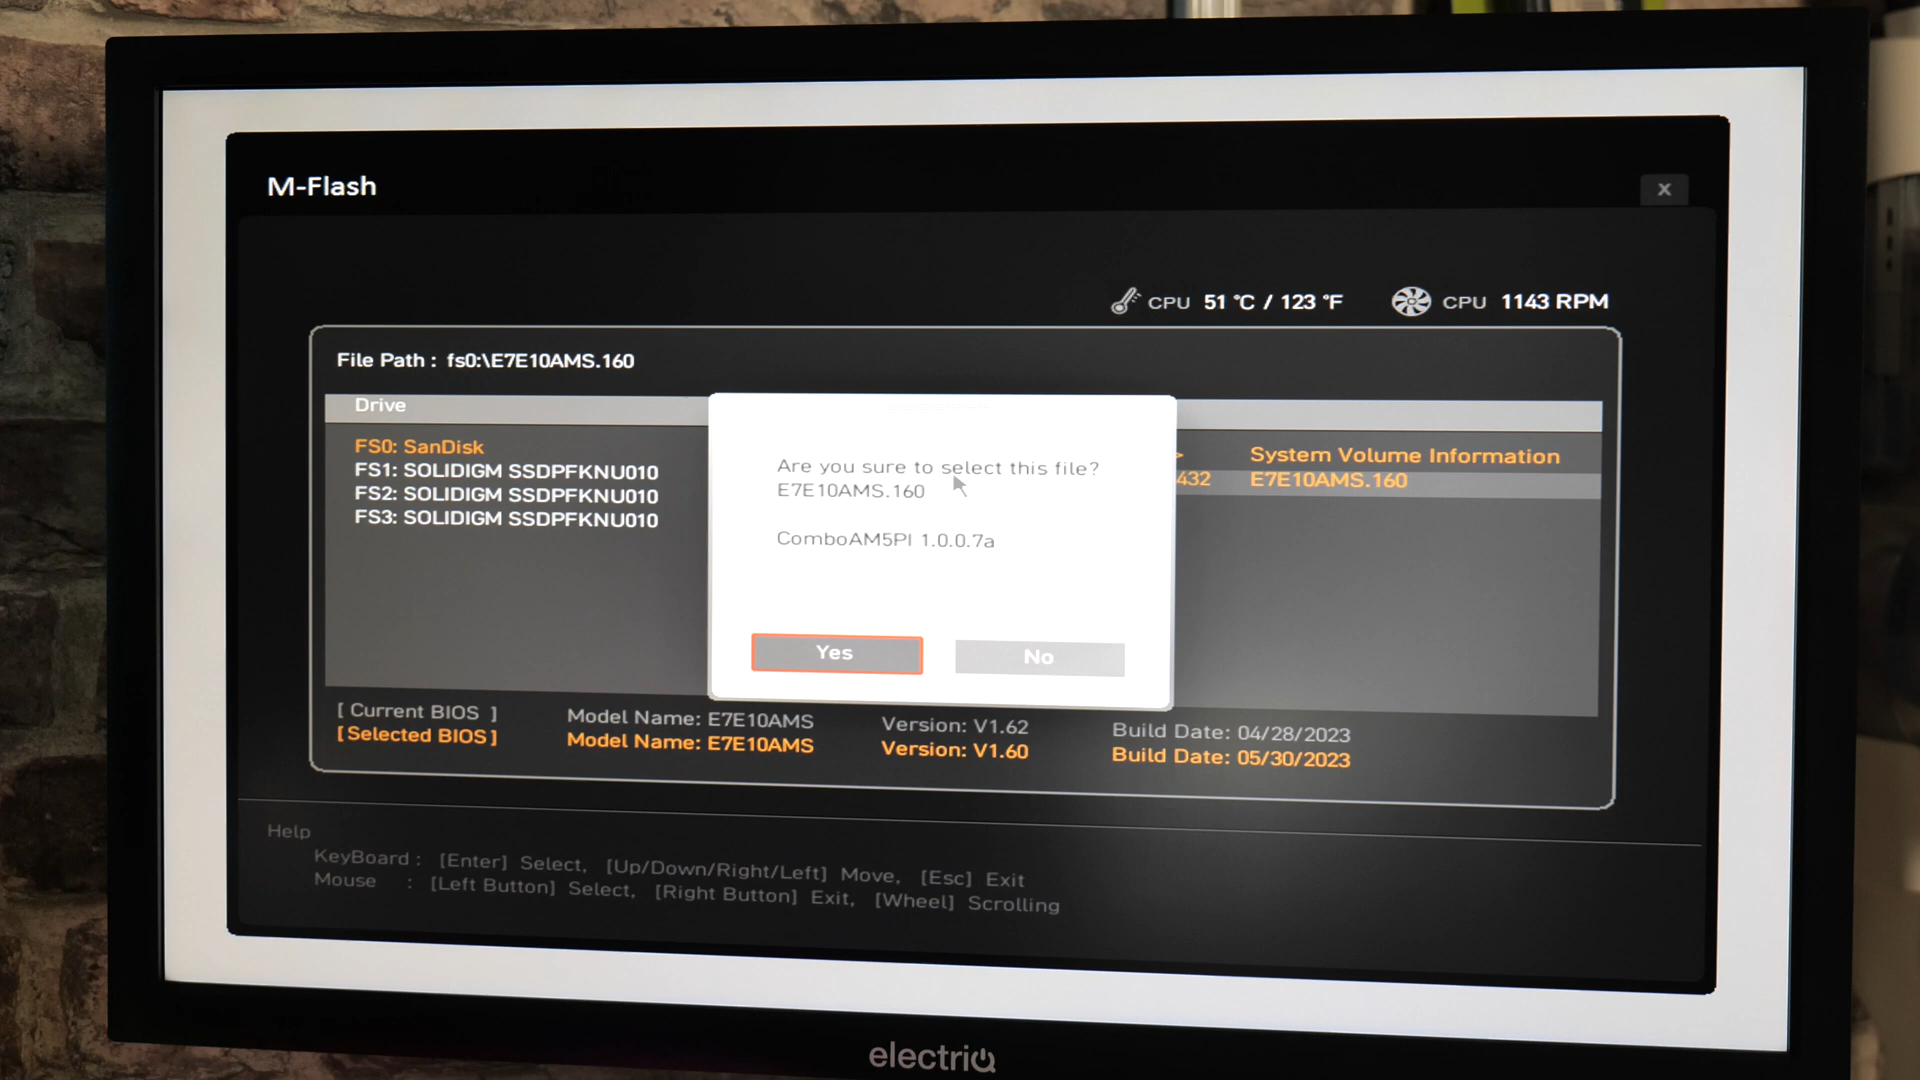 M-Flash
x
CPU 51 °C / 123 °F
CPU 1143 RPM
File Path : fs0:\E7E10AMS.160
Drive
FS0: SanDisk
FS1: SOLIDIGM SSDPFKNU010
FS2: SOLIDIGM SSDPFKNU010
FS3: SOLIDIGM SSDPFKNU010
> System Volume Information
432 E7E10AMS.160
Are you sure to select this file?
E7E10AMS.160
ComboAM5PI 1.0.0.7a
Yes
No
[ Current BIOS ] Model Name: E7E10AMS Version: V1.62 Build Date: 04/28/2023
[Selected BIOS] Model Name: E7E10AMS Version: V1.60 Build Date: 05/30/2023
Help
KeyBoard : [Enter] Select, [Up/Down/Right/Left] Move, [Esc] Exit
Mouse : [Left Button] Select, [Right Button] Exit, [Wheel] Scrolling
electriq